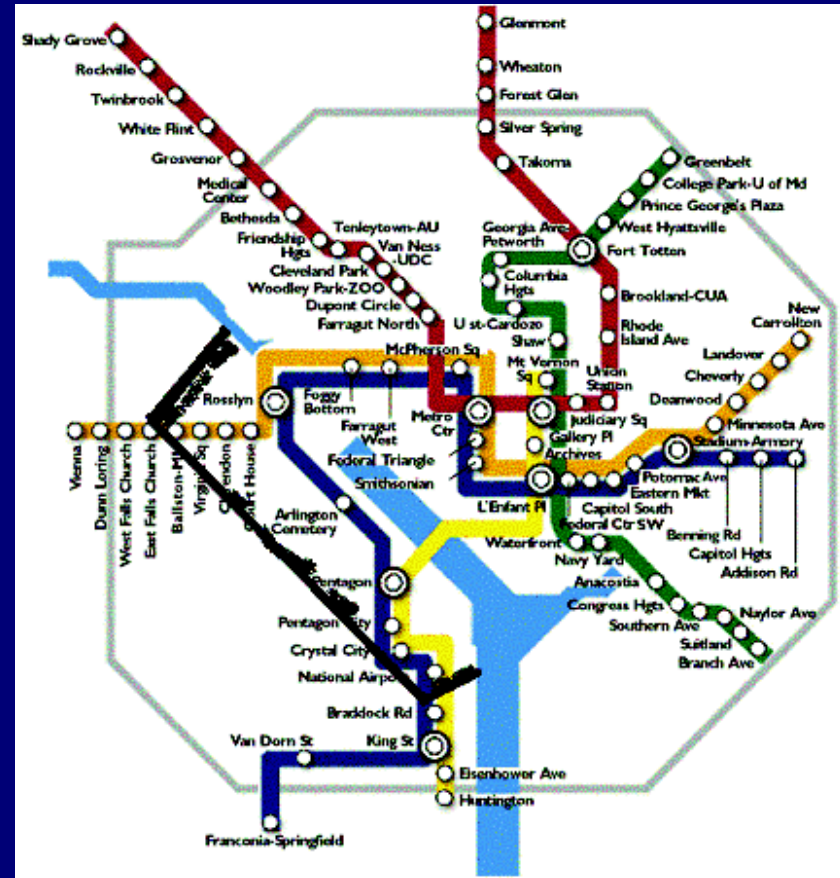 Glenmont
Shady Grove
Wheaton
Rockville
Forest Glen
Twinbrook
Silver Spring
White Flint
Takoma
Greenbelt
Grosvenor
College Park-U of Md
Medical
Center
Prince George's Plaza
Bethesda
West Hyattsville
Friendship
Hgts
Tenleytown-AU
Georgia Ave-
Petworth
Fort Totten
Van Ness
-UDC
Cleveland Park
Columbia
Hgts
Woodley Park-ZOO
Brookland-CUA
Dupont Circle
New
Carrollton
Farragut North
U st-Cardozo
Rhode
Island Ave
Shaw
Landover
McPherson Sq
Mt Vernon
Sq
Cheverly
Union
Station
Deanwood
Rosslyn
Foggy
Bottom
Farragut
West
Metro
Ctr
Judiciary Sq
Minnesota Ave
Gallery Pl
Archives
Stadium-Armory
Federal Triangle
Smithsonian
Potomac Ave
Eastern Mkt
Capitol South
L'Enfant Pl
Federal Ctr SW
Vienna
Dunn Loring
West Falls Church
East Falls Church
Ballston-MU
Virginia Sq
Clarendon
Court House
Arlington
Cemetery
Waterfront
Navy Yard
Benning Rd
Capitol Hgts
Addison Rd
Pentagon
Anacostia
Congress Hgts
Pentagon City
Southern Ave
Naylor Ave
Crystal City
Suitland
Branch Ave
National Airpo
Braddock Rd
Van Dorn St
King St
Eisenhower Ave
Huntington
Franconia-Springfield